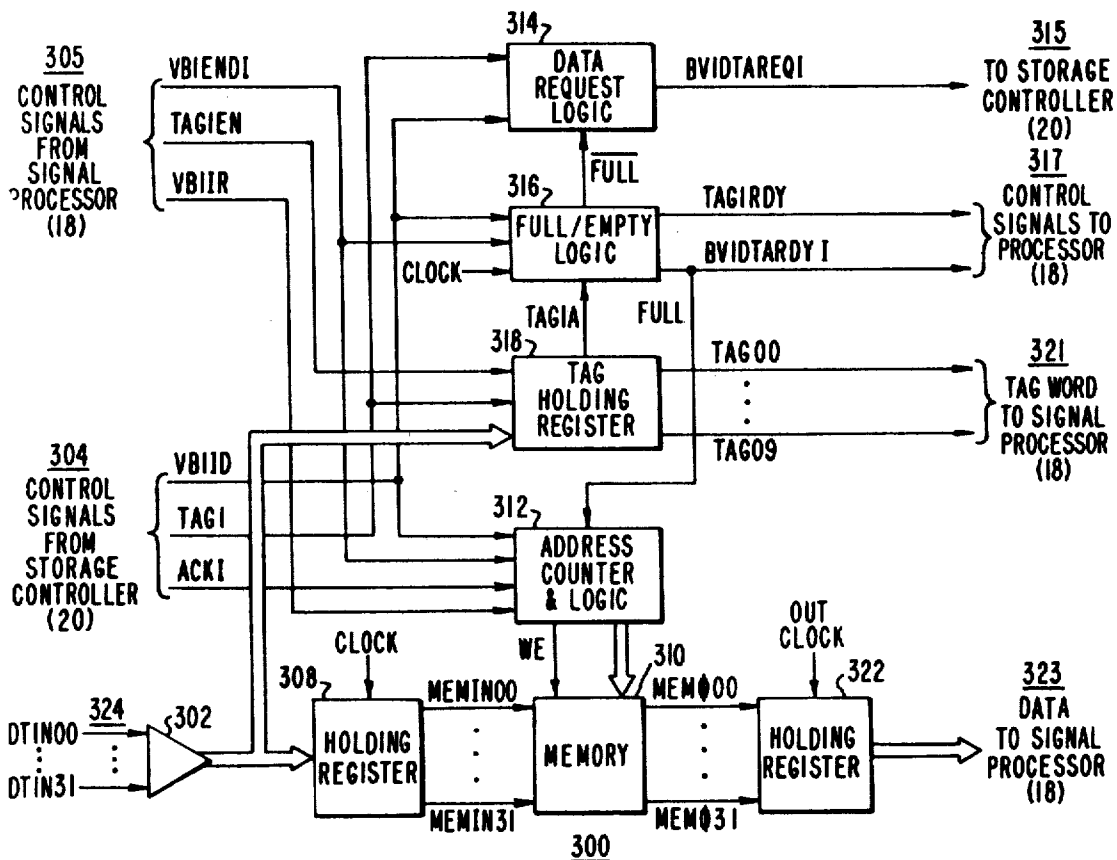 305
CONTROL
SIGNALS
FROM
SIGNAL
PROCESSOR
(18)
VBIENDI
TAGIEN
VBIIR
314
DATA
REQUEST
LOGIC
BVIDTAREQI
315
TO STORAGE
CONTROLLER
(20)
FULL
316
FULL/EMPTY
LOGIC
CLOCK
TAGIRDY
BVIDTARDY I
317
CONTROL
SIGNALS TO
PROCESSOR
(18)
TAGIA
FULL
318
TAG
HOLDING
REGISTER
TAG00
TAG09
321
TAG WORD
TO SIGNAL
PROCESSOR
(18)
304
CONTROL
SIGNALS
FROM
STORAGE
CONTROLLER
(20)
VBIID
TAGI
ACKI
312
ADDRESS
COUNTER
& LOGIC
WE
CLOCK
OUT
CLOCK
DTIN00
DTIN31
324
302
308
HOLDING
REGISTER
MEMIN00
MEMIN31
310
MEMORY
MEMϕ00
MEMϕ31
322
HOLDING
REGISTER
323
DATA
TO SIGNAL
PROCESSOR
(18)
300